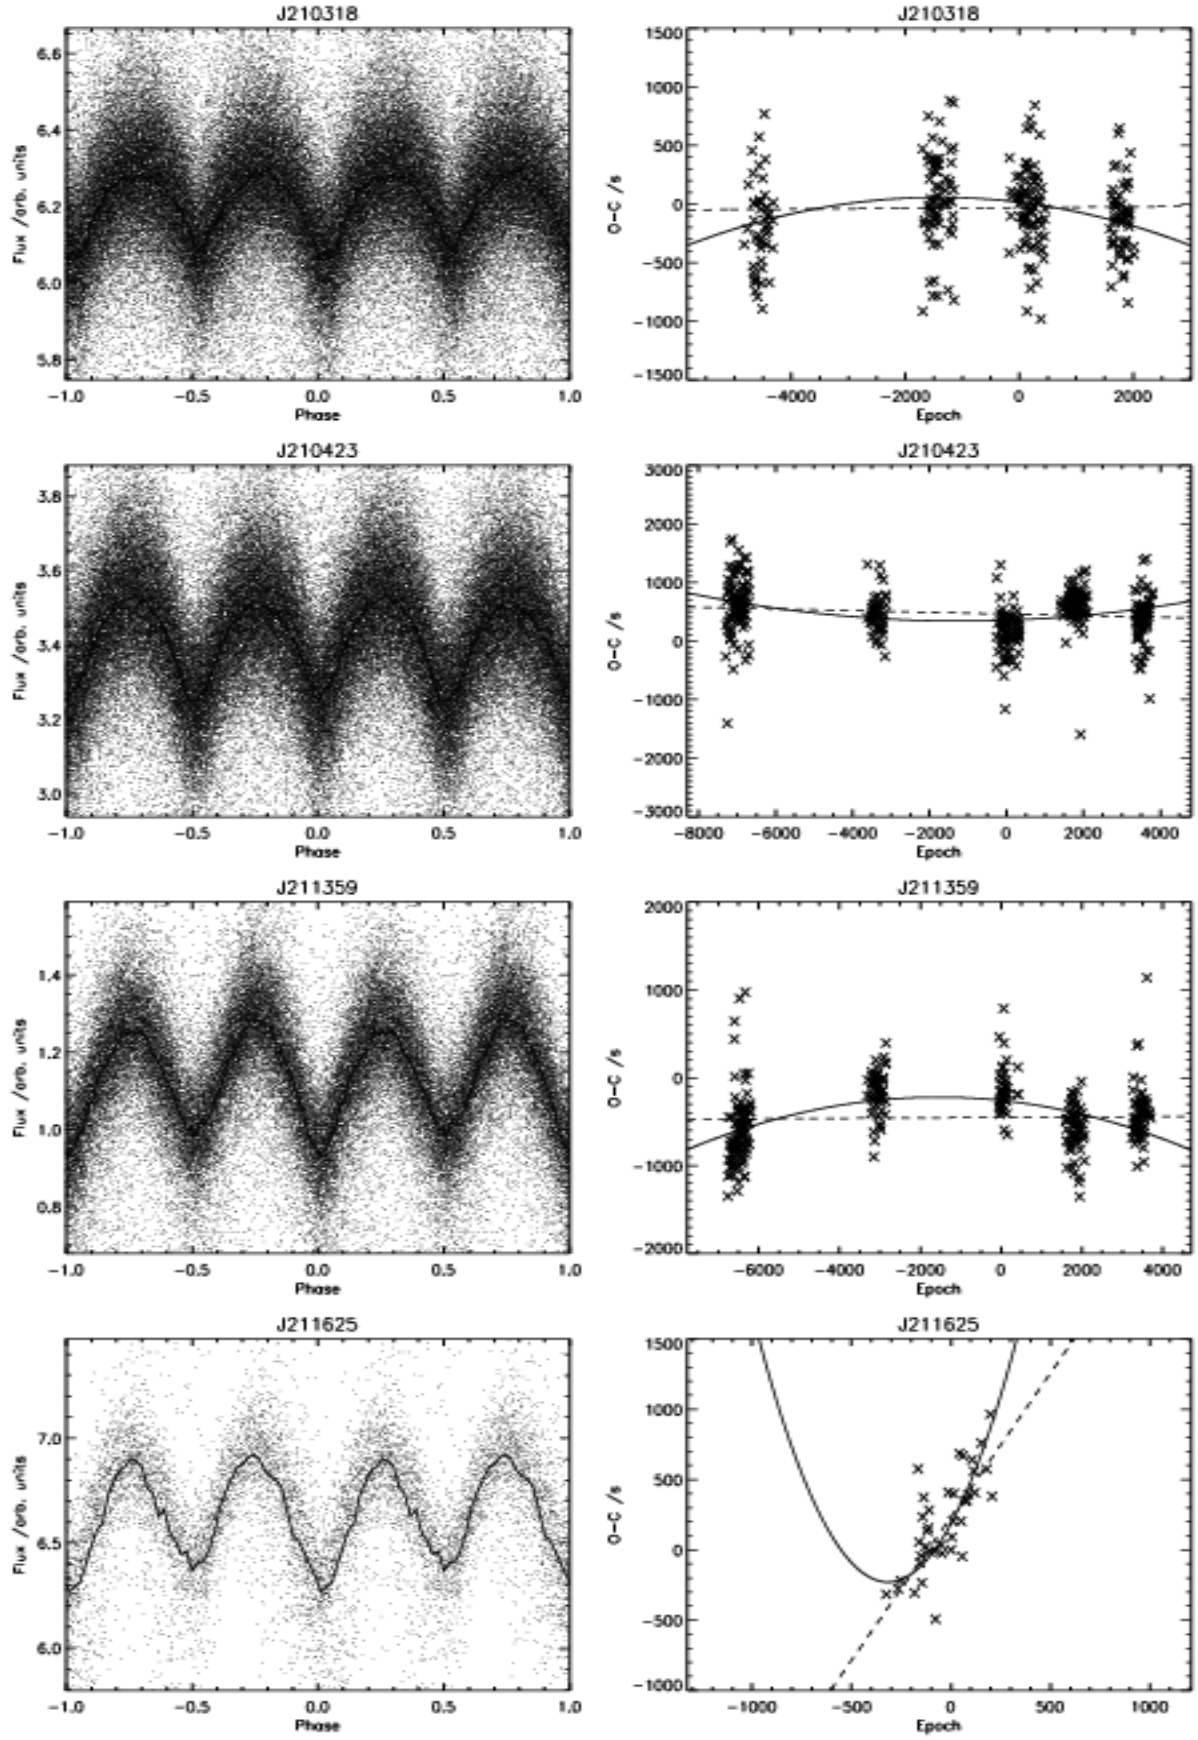 J210318
6.6
6.4
6.2
6.0
5.8
Flux /arb. units
-1.0 -0.5 0.0 0.5 1.0
Phase
J210318
1500
1000
500
0
-500
-1000
-1500
O-C /s
-4000 -2000 0 2000
Epoch
J210423
3.8
3.6
3.4
3.2
3.0
Flux /arb. units
-1.0 -0.5 0.0 0.5 1.0
Phase
J210423
3000
2000
1000
0
-1000
-2000
-3000
O-C /s
-8000 -6000 -4000 -2000 0 2000 4000
Epoch
J211359
1.4
1.2
1.0
0.8
Flux /arb. units
-1.0 -0.5 0.0 0.5 1.0
Phase
J211359
2000
1000
0
-1000
-2000
O-C /s
-6000 -4000 -2000 0 2000 4000
Epoch
J211625
7.0
6.5
6.0
Flux /arb. units
-1.0 -0.5 0.0 0.5 1.0
Phase
J211625
1500
1000
500
0
-500
-1000
O-C /s
-1000 -500 0 500 1000
Epoch